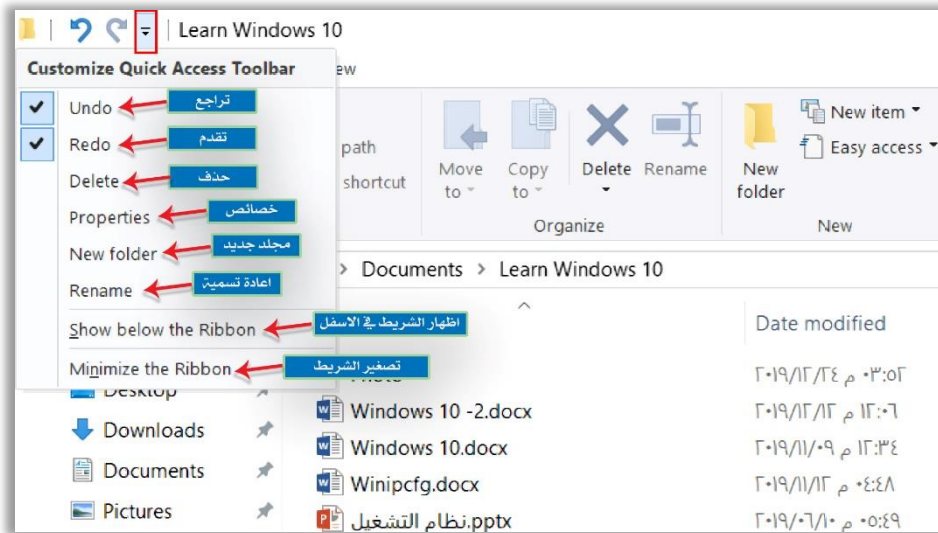 Learn Windows 10
Customize Quick Access Toolbar
ew
Undo تراجع
Redo تقدم
Delete حذف
Properties خصائص
New folder مجلد جديد
Rename اعادة تسمية
Show below the Ribbon اظهار الشريط في الاسفل
Minimize the Ribbon تصغير الشريط
path
shortcut
Move to
Copy to
Delete
Rename
New folder
New item
Easy access
Organize
New
> Documents > Learn Windows 10
Date modified
٠٣:٥٢ م ٢٠١٩/١٢/٢٤
Desktop
Windows 10 -2.docx ١٢:٠٦ م ٢٠١٩/١٢/١٢
Downloads
Windows 10.docx ١٢:٣٤ م ٢٠١٩/١١/٠٩
Documents
Winipcfg.docx ٠٤:٤٨ م ٢٠١٩/١١/١٢
Pictures
نظام التشغيل.pptx ٠٥:٤٩ م ٢٠١٩/٠٦/١٠